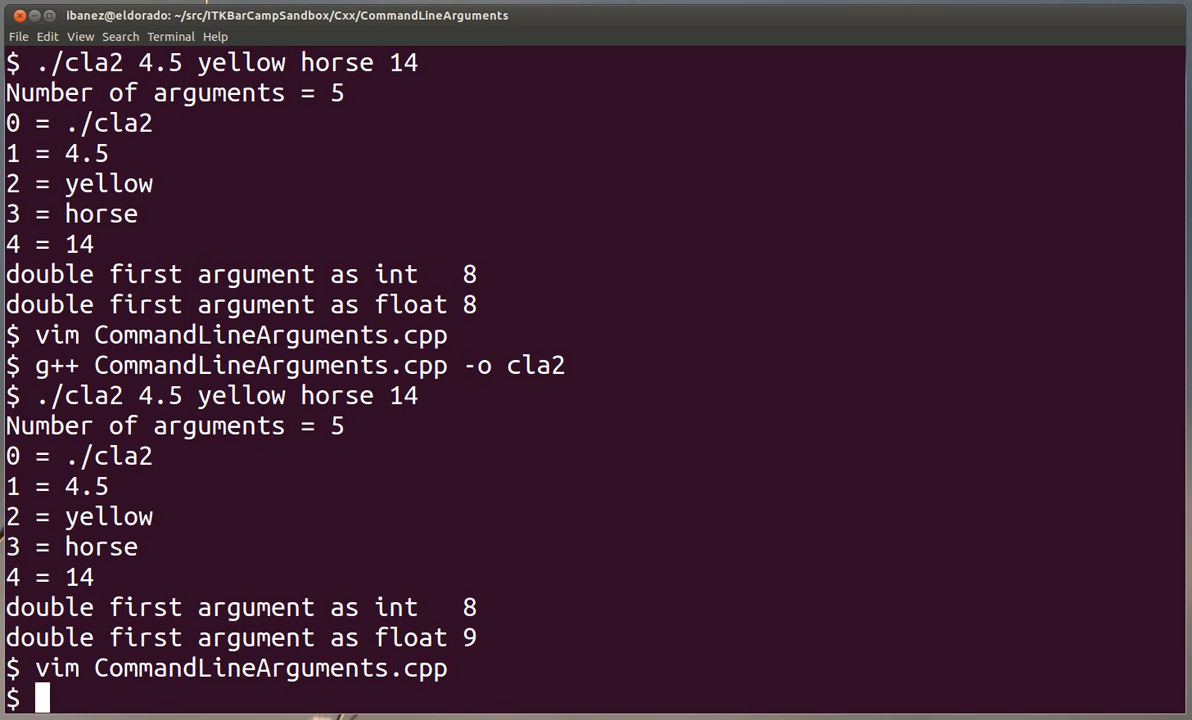 ibanez@eldorado: ~/src/ITKBarCampSandbox/Cxx/CommandLineArguments
File Edit View Search Terminal Help
$ ./cla2 4.5 yellow horse 14
Number of arguments = 5
0 = ./cla2
1 = 4.5
2 = yellow
3 = horse
4 = 14
double first argument as int   8
double first argument as float 8
$ vim CommandLineArguments.cpp
$ g++ CommandLineArguments.cpp -o cla2
$ ./cla2 4.5 yellow horse 14
Number of arguments = 5
0 = ./cla2
1 = 4.5
2 = yellow
3 = horse
4 = 14
double first argument as int   8
double first argument as float 9
$ vim CommandLineArguments.cpp
$